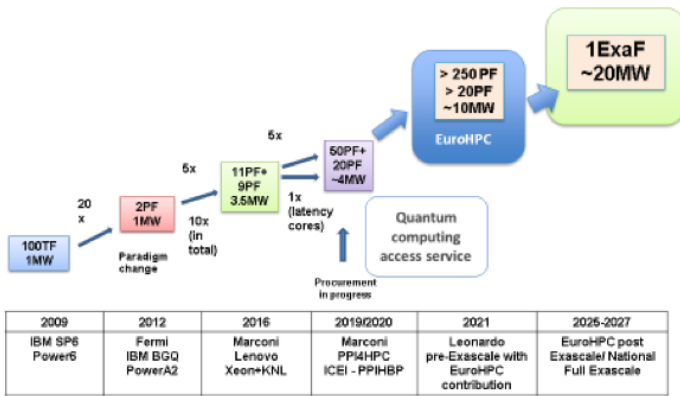 1ExaF
~20MW
> 250 PF
> 20PF
~10MW
EuroHPC
5x
50PF+
20PF
~4MW
5x
11PF+
9PF
3.5MW
1x
(latency
cores)
20
x
2PF
1MW
10x
(in
total)
Quantum
computing
access service
100TF
1MW
Paradigm
change
Procurement
in progress
2009 2012 2016 2019/2020 2021 2025-2027
IBM SP6 Fermi Marconi Marconi Leonardo EuroHPC post
Power6 IBM BGQ Lenovo PPI4HPC pre-Exascale with Exascale/ National
PowerA2 Xeon+KNL ICEI - PPIHBP EuroHPC Full Exascale
contribution